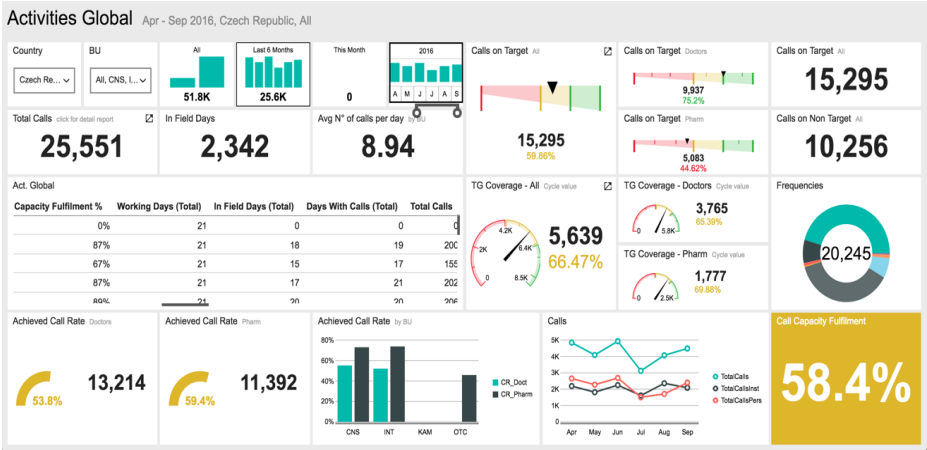 Activities Global Apr - Sep 2016, Czech Republic, All
Country
Czech Re...
BU
All, CNS, I...
All
51.8K
Last 6 Months
25.6K
This Month
0
2016
A M J J A S
Calls on Target All
15,295
59.86%
Calls on Target Doctors
9,937
75.2%
Calls on Target All
15,295
Total Calls click for detail report
25,551
In Field Days
2,342
Avg N° of calls per day by BU
8.94
Calls on Target Pharm
5,083
44.62%
Calls on Non Target All
10,256
Act. Global
Capacity Fulfilment % Working Days (Total) In Field Days (Total) Days With Calls (Total) Total Calls
0% 21 0 0 0
87% 21 18 19 200
67% 21 15 17 155
87% 21 17 21 202
89% 21 20 20 206
TG Coverage - All Cycle value
0
2K
4.2K
6.4K
8.5K
5,639
66.47%
TG Coverage - Doctors Cycle value
0
5.8K
3,765
65.39%
TG Coverage - Pharm Cycle value
0
2.5K
1,777
69.88%
Frequencies
20,245
Achieved Call Rate Doctors
53.8%
13,214
Achieved Call Rate Pharm
59.4%
11,392
Achieved Call Rate by BU
80%
60%
40%
20%
0%
CNS INT KAM OTC
CR_Doct
CR_Pharm
Calls
5K
4K
3K
2K
1K
0
Apr May Jun Jul Aug Sep
TotalCalls
TotalCallsInst
TotalCallsPers
Call Capacity Fulfilment
58.4%